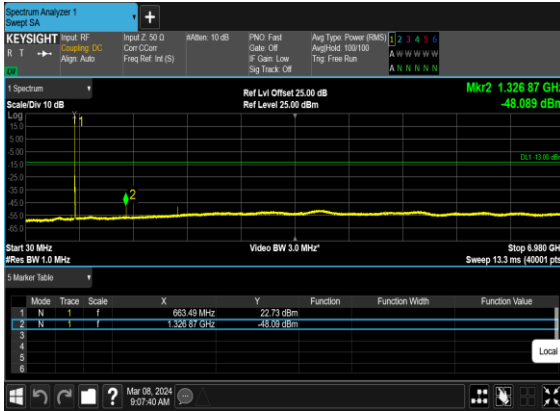 Spectrum Analyzer 1
Swept SA
+
KEYSIGHT Input: RF Input Z: 50 Ω #Atten: 10 dB PNO: Fast Avg Type: Power (RMS) 1 2 3 4 5 6
R T Coupling: DC Corr CCorr Gate: Off Avg|Hold: 100/100 A W W W W W
Align: Auto Freq Ref: Int (S) IF Gain: Low Trig: Free Run
LXI Sig Track: Off A N N N N N
1 Spectrum Ref Lvl Offset 25.00 dB Mkr2 1.326 87 GHz
Scale/Div 10 dB Ref Level 25.00 dBm -48.089 dBm
Log
15.0 1
5.00
-5.00
-15.0 DL1 -13.00 dBm
-25.0
-35.0
-45.0 2
-55.0
-65.0
Start 30 MHz Video BW 3.0 MHz* Stop 6.980 GH
#Res BW 1.0 MHz Sweep 13.3 ms (40001 pts
5 Marker Table
Mode Trace Scale X Y Function Function Width Function Value
1 N 1 f 663.49 MHz 22.73 dBm
2 N 1 f 1.326 87 GHz -48.09 dBm
3
4
5
6
Local
? Mar 08, 2024
9:07:40 AM